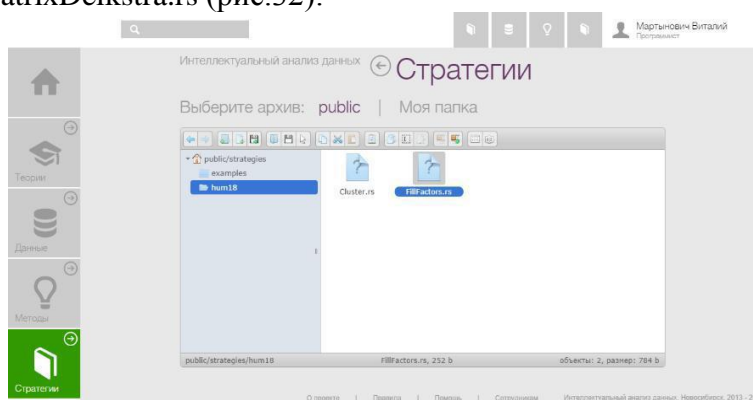 atrixDeikstra.rs (рис.32).
Мартынович Виталий
Программист
Интеллектуальный анализ данных
Стратегии
Выберите архив: public | Моя папка
public/strategies
examples
hum18
Cluster.rs
FillFactors.rs
Теории
Данные
Методы
Стратегии
public/strategies/hum18
FillFactors.rs, 252 b
объекты: 2, размер: 784 b
О проекте | Правила | Помощь | Сотрудникам
Интеллектуальный анализ данных. Новосибирск, 2013 - 2